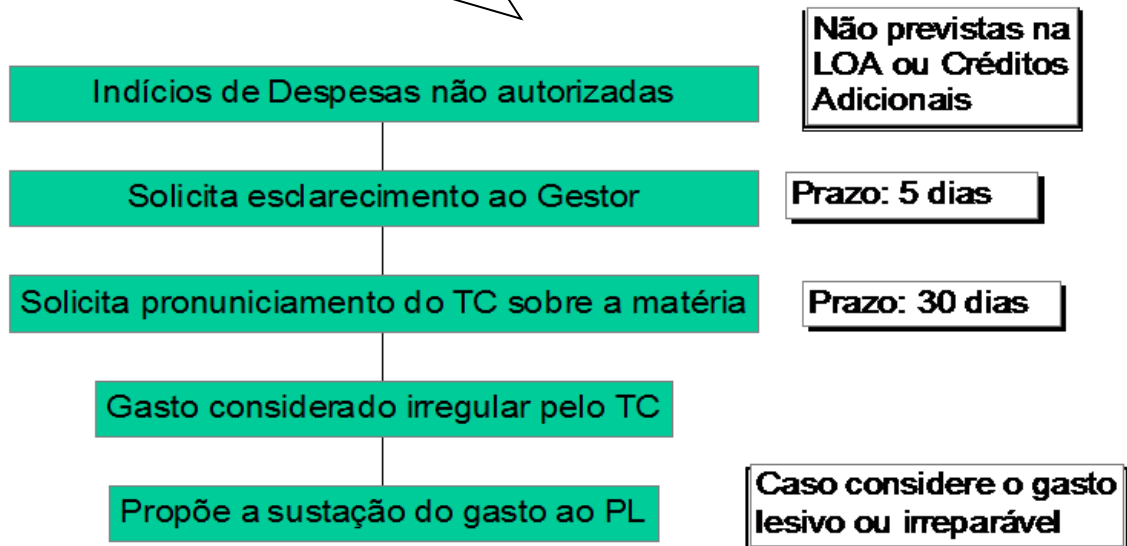 Não previstas na
LOA ou Créditos
Adicionais
Indícios de Despesas não autorizadas
Solicita esclarecimento ao Gestor
Prazo: 5 dias
Solicita pronuniciamento do TC sobre a matéria
Prazo: 30 dias
Gasto considerado irregular pelo TC
Propõe a sustação do gasto ao PL
Caso considere o gasto
lesivo ou irreparável